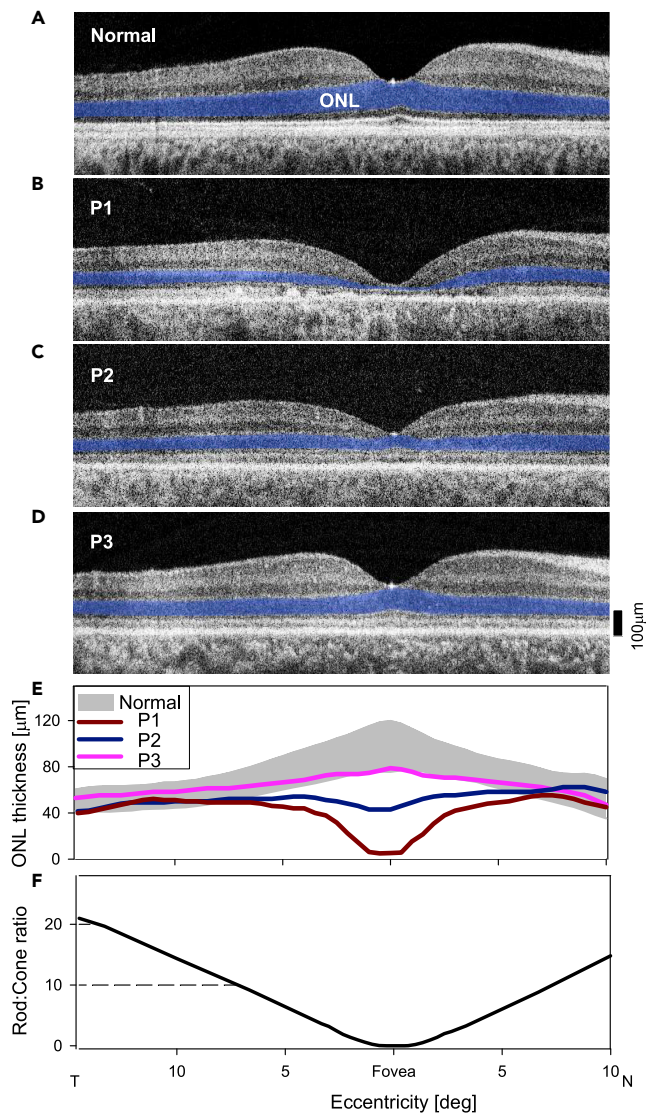 A
Normal
ONL
B
P1
C
P2
D
P3
100μm
E
Normal
P1
P2
P3
ONL thickness [μm]
120
80
40
0
F
Rod:Cone ratio
20
10
0
T 10 5 Fovea 5 10 N
Eccentricity [deg]